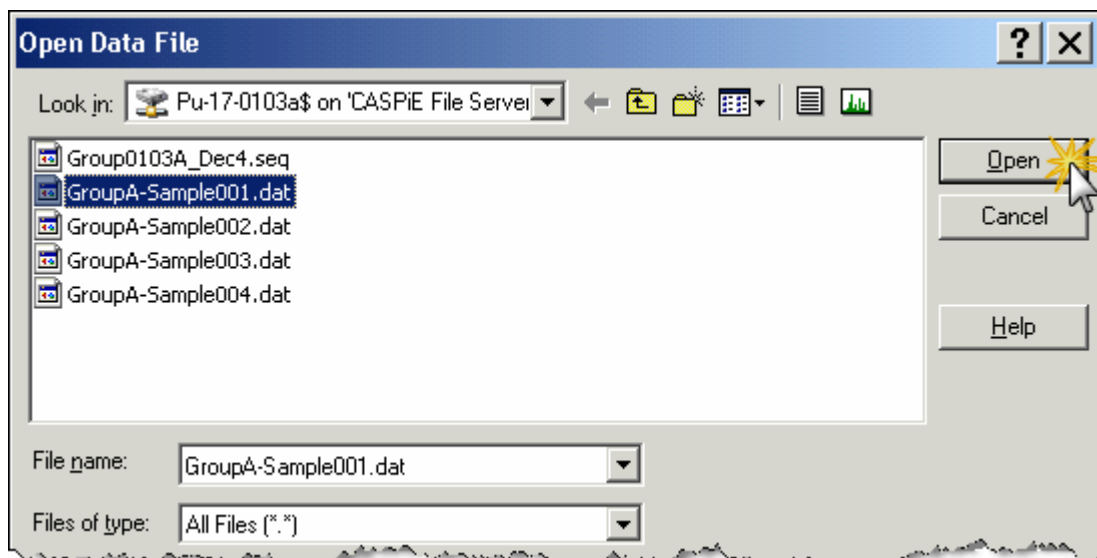 Open Data File
Look in: Pu-17-0103a$ on 'CASPiE File Server
Group0103A_Dec4.seq
GroupA-Sample001.dat
GroupA-Sample002.dat
GroupA-Sample003.dat
GroupA-Sample004.dat
Open
Cancel
Help
File name: GroupA-Sample001.dat
Files of type: All Files (*.*)